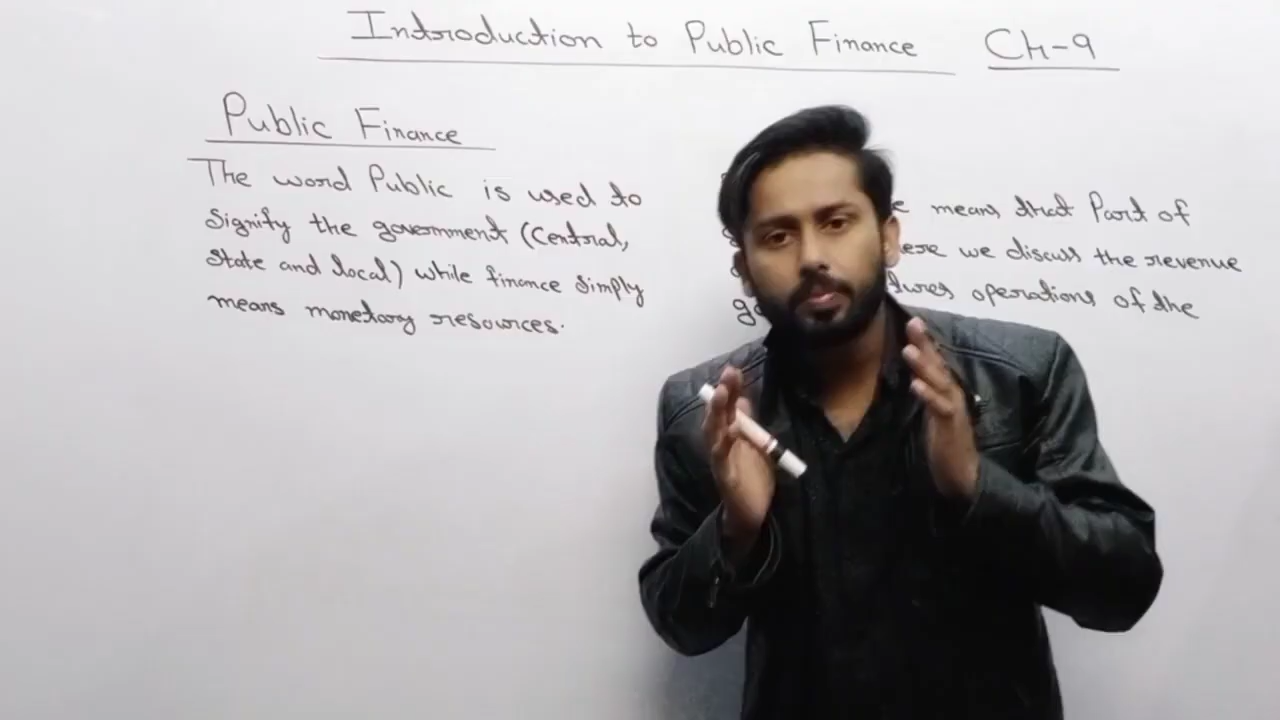 Introduction to Public Finance Ch-9
Public Finance
The word Public is used to
Signify the government (Central,
State and local) while finance simply
means monetary resources.
means that Part of
we discuss the revenue
operations of the